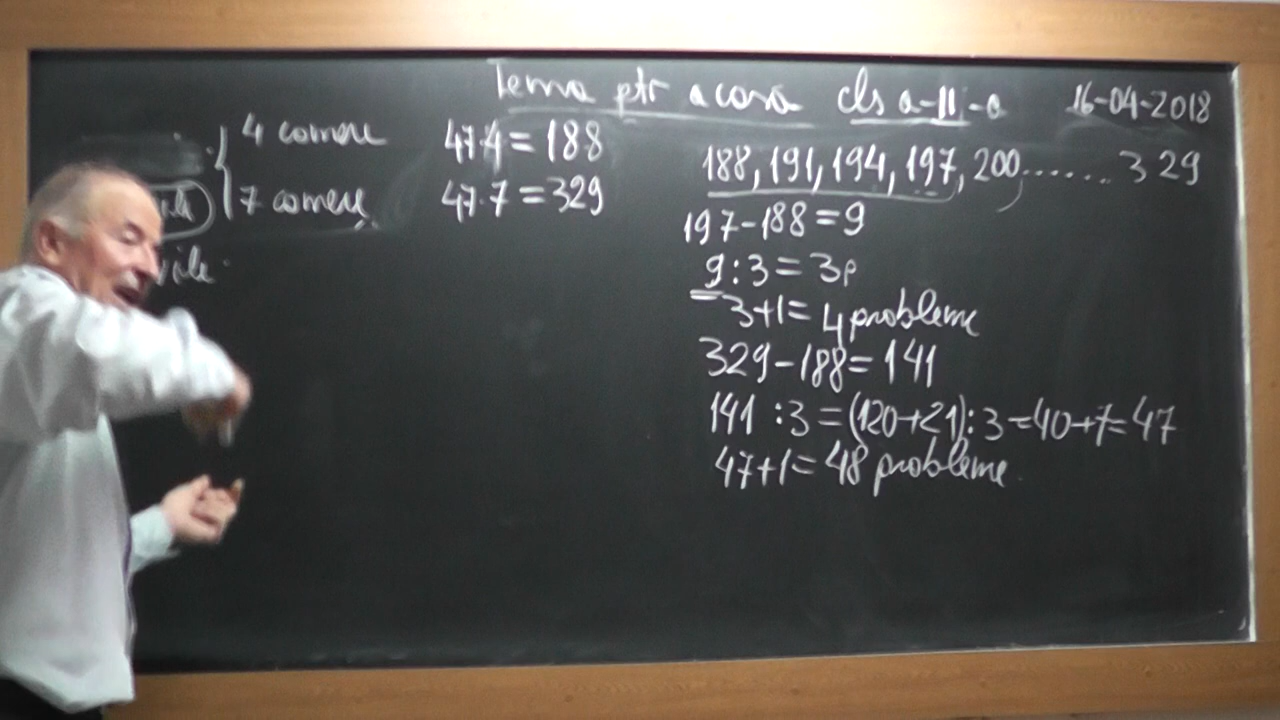 Tema ptr acasă cls a-II-a 16-04-2018
4 camere 47·4=188
7 camere 47·7=329
188, 191, 194, 197, 200....... 329
197-188=9
9:3=3p
3+1=4 probleme
329-188=141
141 :3=(120+21):3=40+7=47
47+1=48 probleme.